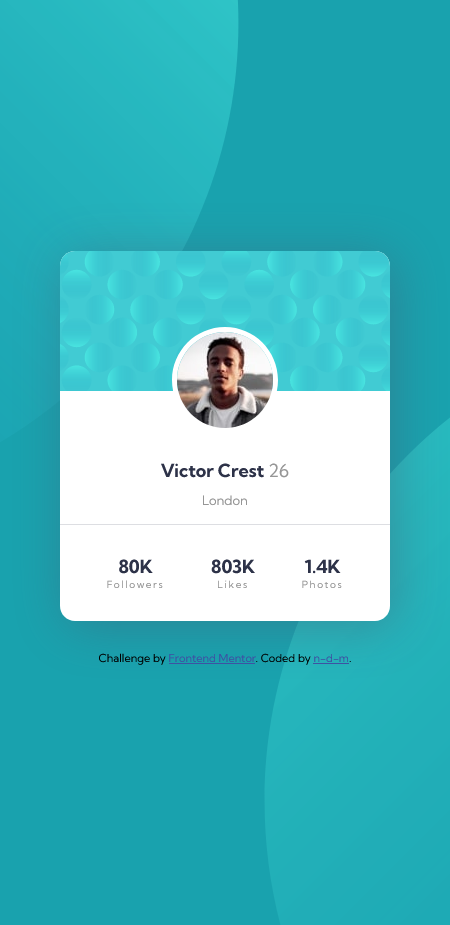 Victor Crest 26
London
80K 803K 1.4K
Followers Likes Photos
Challenge by Frontend Mentor. Coded by n-d-m.